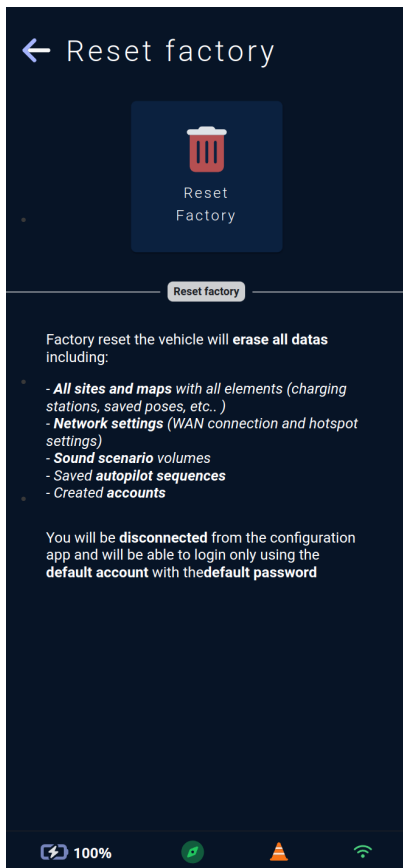 Reset factory
Reset
Factory
Reset factory
Factory reset the vehicle will erase all datas
including:
- All sites and maps with all elements (charging
stations, saved poses, etc.. )
- Network settings (WAN connection and hotspot
settings)
- Sound scenario volumes
- Saved autopilot sequences
- Created accounts
You will be disconnected from the configuration
app and will be able to login only using the
default account with thedefault password
100%